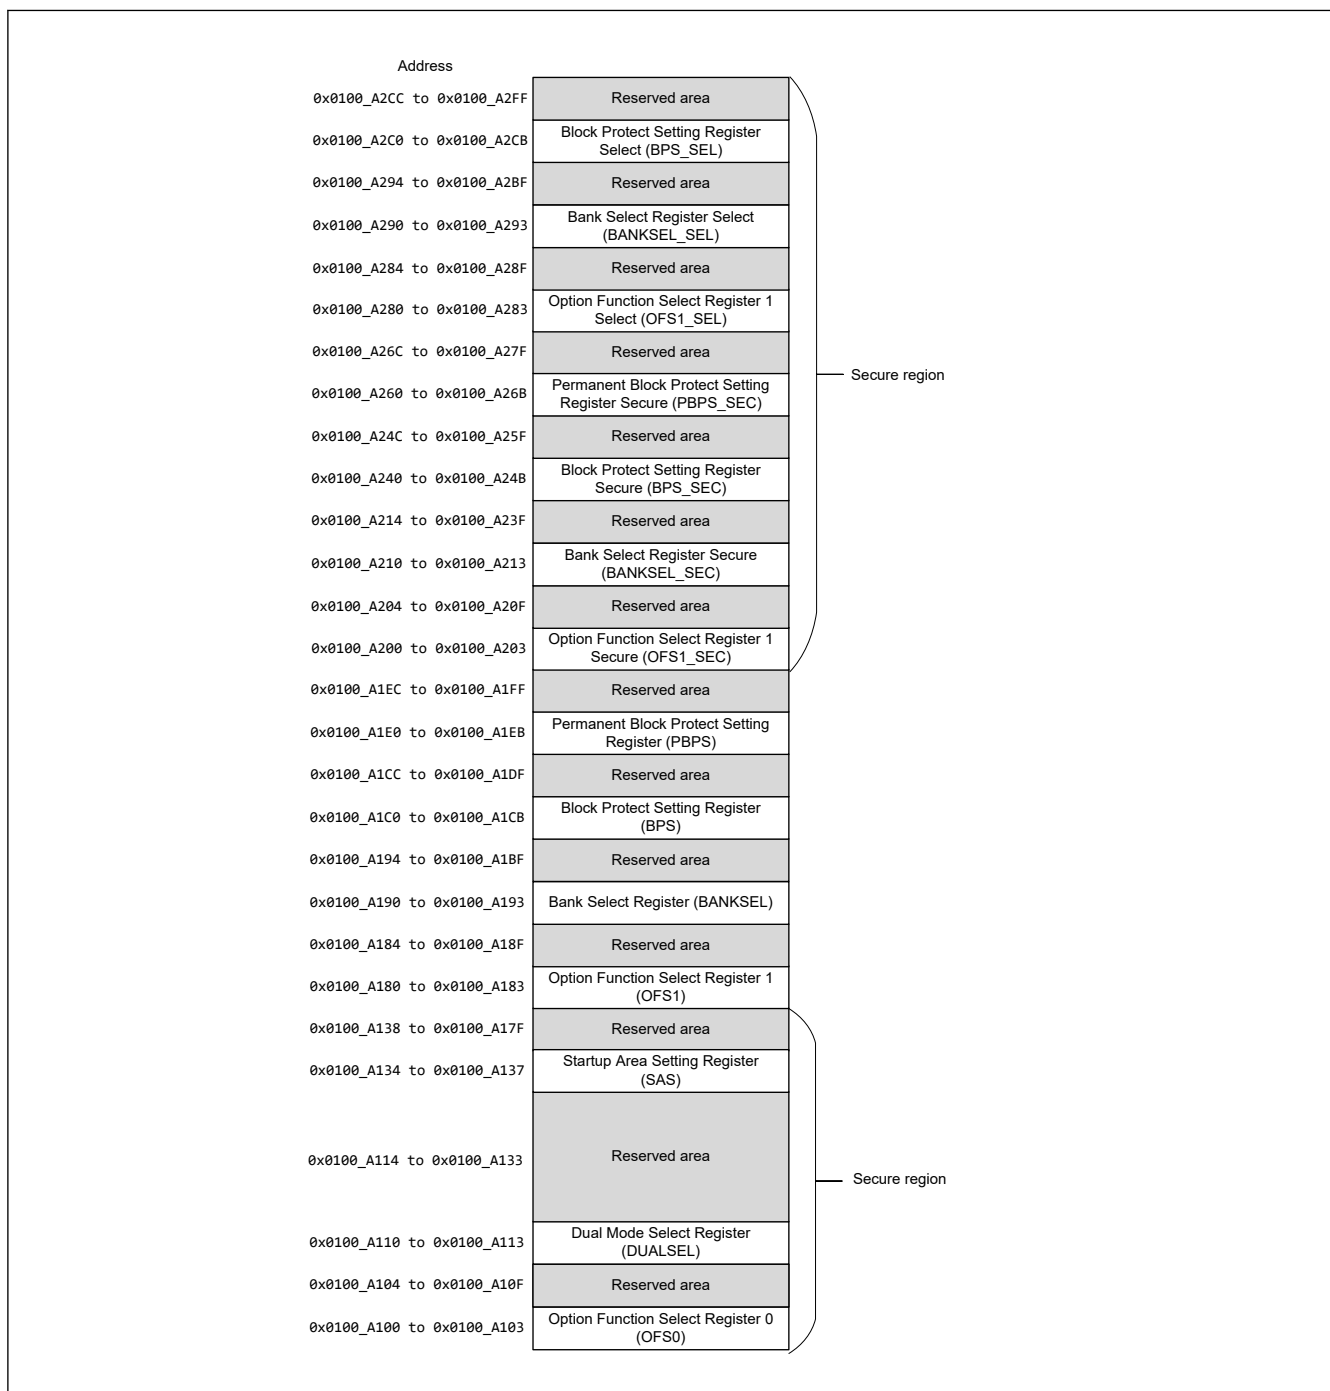 Address
0x0100_A2CC to 0x0100_A2FF Reserved area
0x0100_A2C0 to 0x0100_A2CB Block Protect Setting Register
Select (BPS_SEL)
0x0100_A294 to 0x0100_A2BF Reserved area
0x0100_A290 to 0x0100_A293 Bank Select Register Select
(BANKSEL_SEL)
0x0100_A284 to 0x0100_A28F Reserved area
0x0100_A280 to 0x0100_A283 Option Function Select Register 1
Select (OFS1_SEL)
0x0100_A26C to 0x0100_A27F Reserved area
Secure region
0x0100_A260 to 0x0100_A26B Permanent Block Protect Setting
Register Secure (PBPS_SEC)
0x0100_A24C to 0x0100_A25F Reserved area
0x0100_A240 to 0x0100_A24B Block Protect Setting Register
Secure (BPS_SEC)
0x0100_A214 to 0x0100_A23F Reserved area
0x0100_A210 to 0x0100_A213 Bank Select Register Secure
(BANKSEL_SEC)
0x0100_A204 to 0x0100_A20F Reserved area
0x0100_A200 to 0x0100_A203 Option Function Select Register 1
Secure (OFS1_SEC)
0x0100_A1EC to 0x0100_A1FF Reserved area
0x0100_A1E0 to 0x0100_A1EB Permanent Block Protect Setting
Register (PBPS)
0x0100_A1CC to 0x0100_A1DF Reserved area
0x0100_A1C0 to 0x0100_A1CB Block Protect Setting Register
(BPS)
0x0100_A194 to 0x0100_A1BF Reserved area
0x0100_A190 to 0x0100_A193 Bank Select Register (BANKSEL)
0x0100_A184 to 0x0100_A18F Reserved area
0x0100_A180 to 0x0100_A183 Option Function Select Register 1
(OFS1)
0x0100_A138 to 0x0100_A17F Reserved area
0x0100_A134 to 0x0100_A137 Startup Area Setting Register
(SAS)
0x0100_A114 to 0x0100_A133 Reserved area
Secure region
0x0100_A110 to 0x0100_A113 Dual Mode Select Register
(DUALSEL)
0x0100_A104 to 0x0100_A10F Reserved area
0x0100_A100 to 0x0100_A103 Option Function Select Register 0
(OFS0)